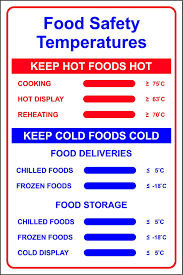 Food Safety
Temperatures
KEEP HOT FOODS HOT
COOKING ≥ 75°C
HOT DISPLAY ≥ 63°C
REHEATING ≥ 70°C
KEEP COLD FOODS COLD
FOOD DELIVERIES
CHILLED FOODS ≤ 5°C
FROZEN FOODS ≤ -18°C
FOOD STORAGE
CHILLED FOODS ≤ 5°C
FROZEN FOODS ≤ -18°C
COLD DISPLAY ≤ 5°C